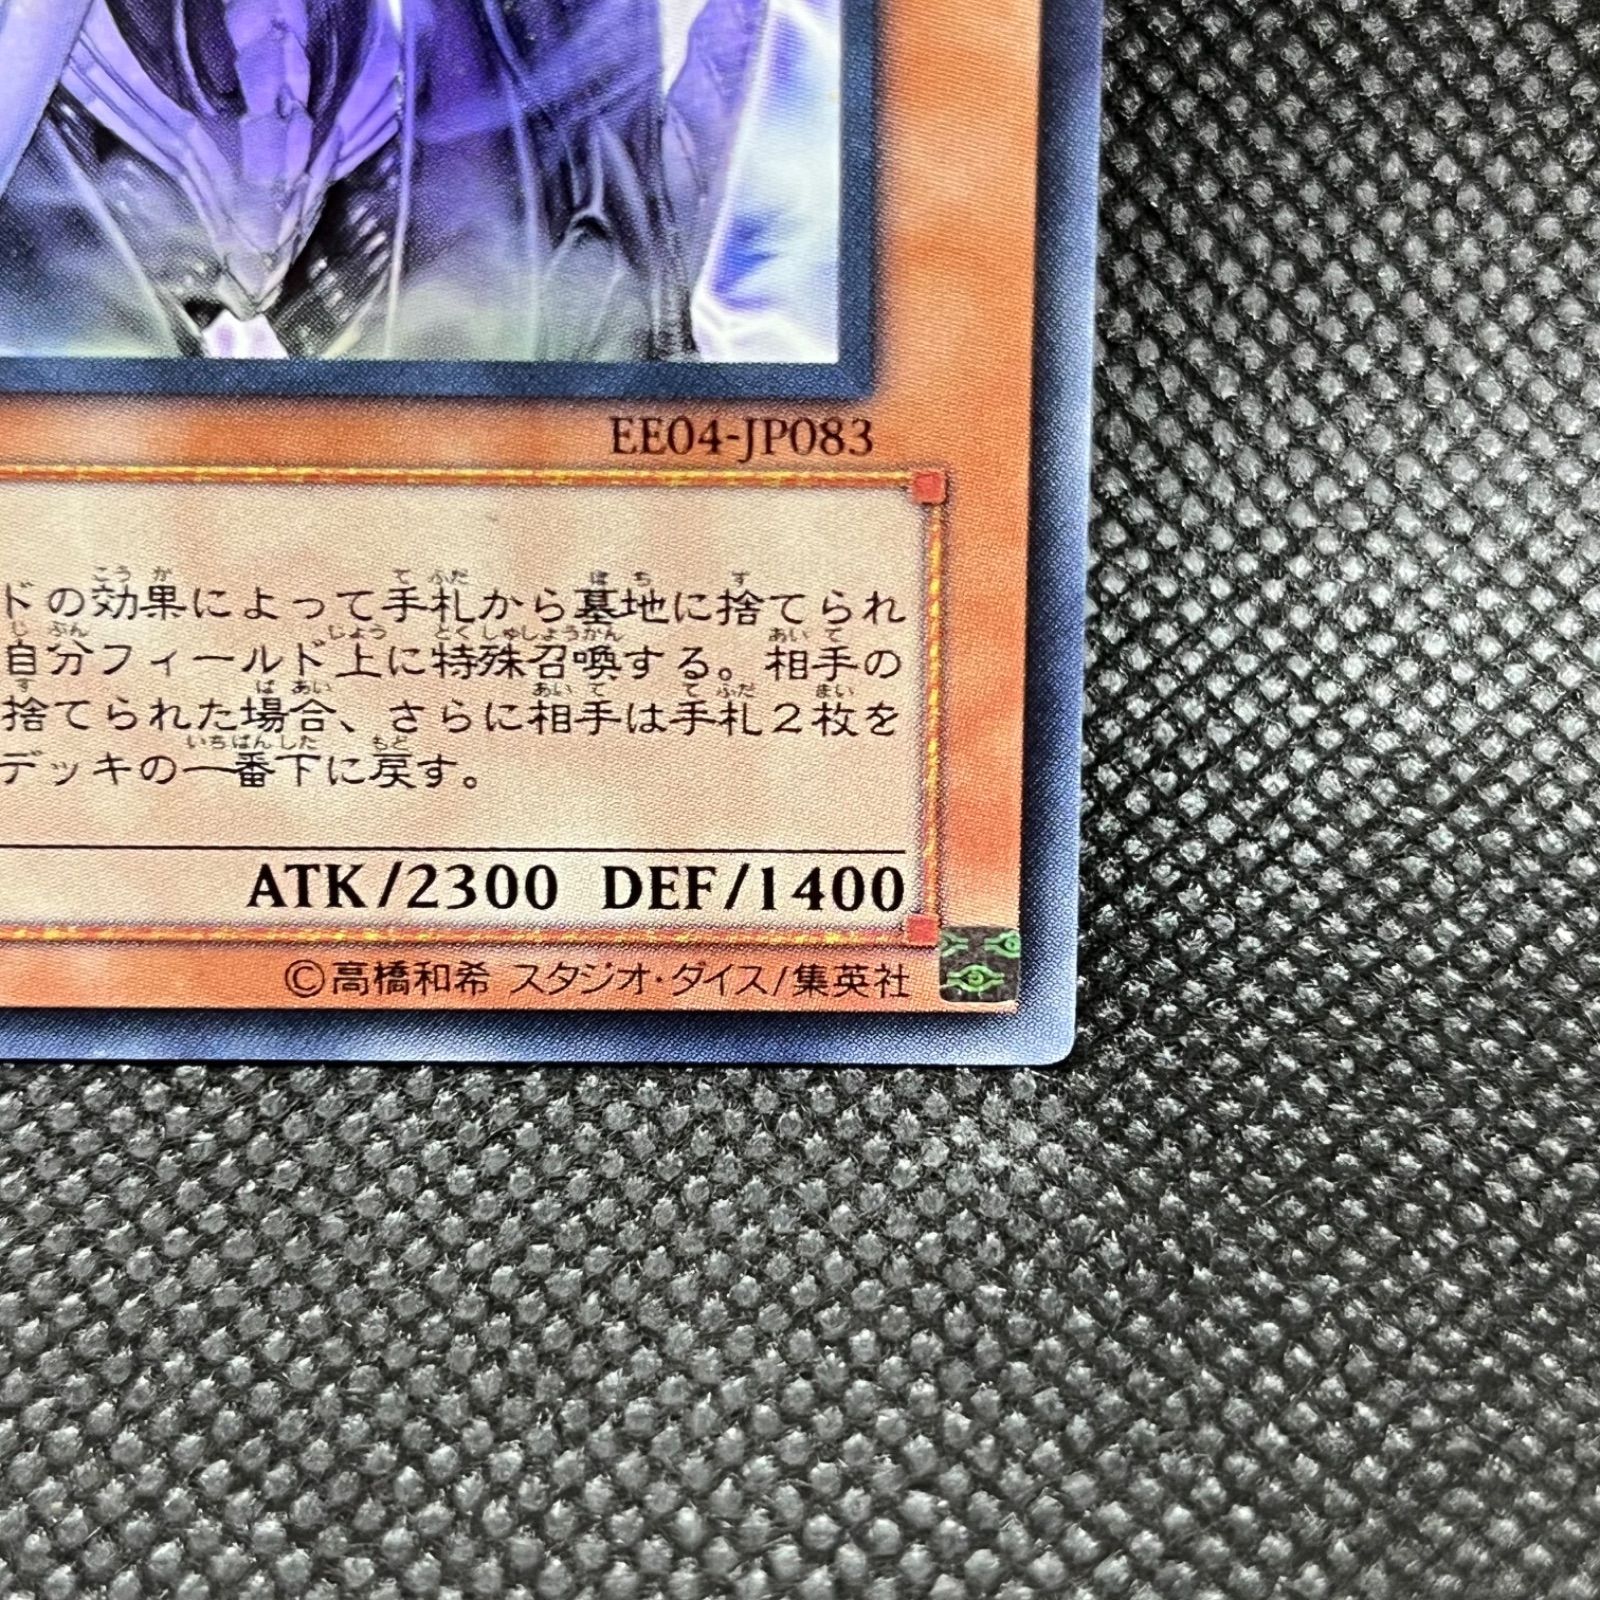 EE04-JP083
ドの効果によって手札から墓地に捨てられ
自分フィールド上に特殊召喚する。相手の
捨てられた場合、さらに相手は手札2枚を
デッキの一番下に戻す。
ATK/2300 DEF/1400
©高橋和希 スタジオ・ダイス/集英社